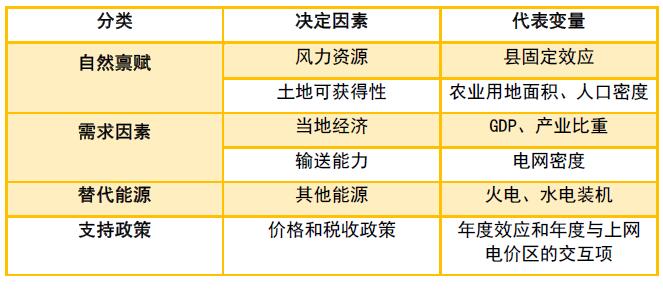 分类 决定因素 代表变量
自然禀赋 风力资源 县固定效应
土地可获得性 农业用地面积、人口密度
需求因素 当地经济 GDP、产业比重
输送能力 电网密度
替代能源 其他能源 火电、水电装机
支持政策 价格和税收政策 年度效应和年度与上网
电价区的交互项